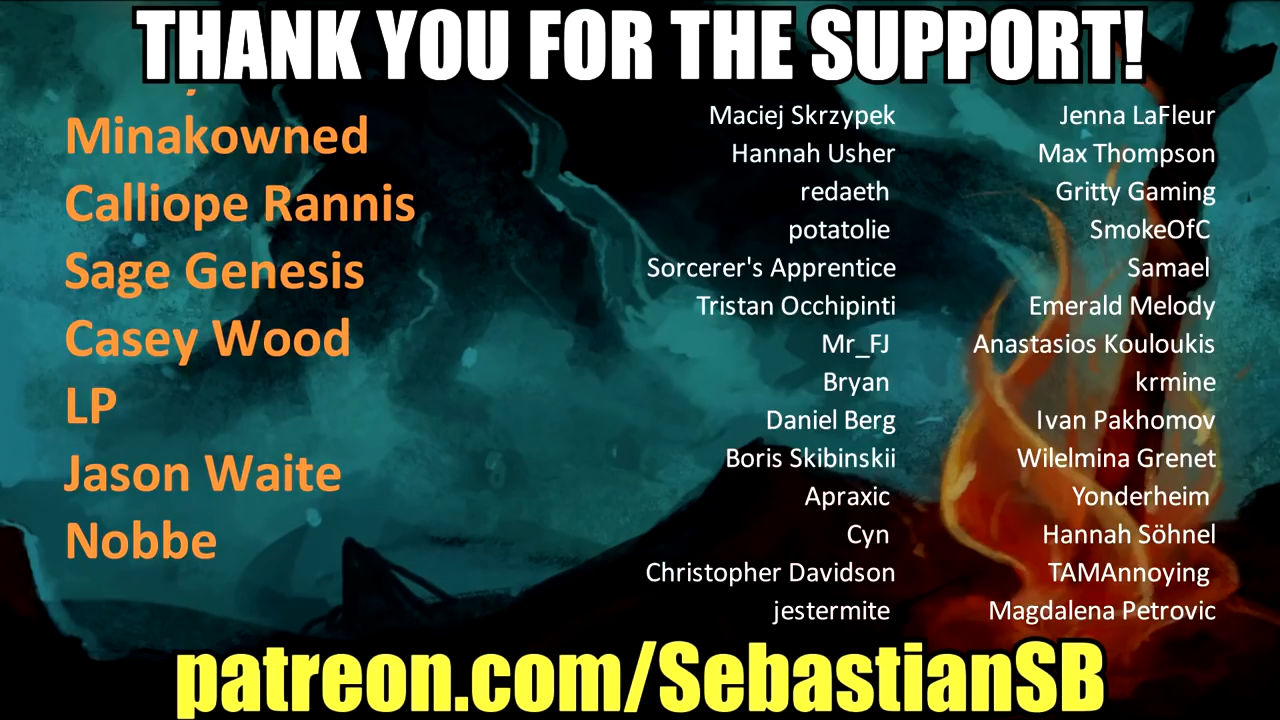 THANK YOU FOR THE SUPPORT!
Minakowned
Calliope Rannis
Sage Genesis
Casey Wood
LP
Jason Waite
Nobbe
Maciej Skrzypek
Hannah Usher
redaeth
potatolie
Sorcerer's Apprentice
Tristan Occhipinti
Mr_FJ
Bryan
Daniel Berg
Boris Skibinskii
Apraxic
Cyn
Christopher Davidson
jestermite
Jenna LaFleur
Max Thompson
Gritty Gaming
SmokeOfC
Samael
Emerald Melody
Anastasios Kouloukis
krmine
Ivan Pakhomov
Wilelmina Grenet
Yonderheim
Hannah Söhnel
TAMAnnoying
Magdalena Petrovic
patreon.com/SebastianSB